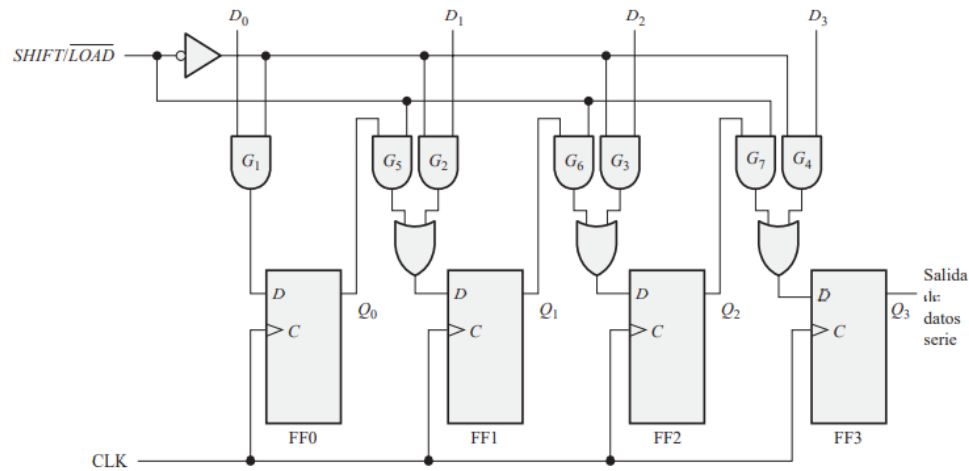 D₀ D₁ D₂ D₃
SHIFT/L̅O̅A̅D̅
G₁ G₅ G₂ G₆ G₃ G₇ G₄
D Q₀ D Q₁ D Q₂ D Q₃
C C C C
Salida
de
datos
serie
FF0 FF1 FF2 FF3
CLK